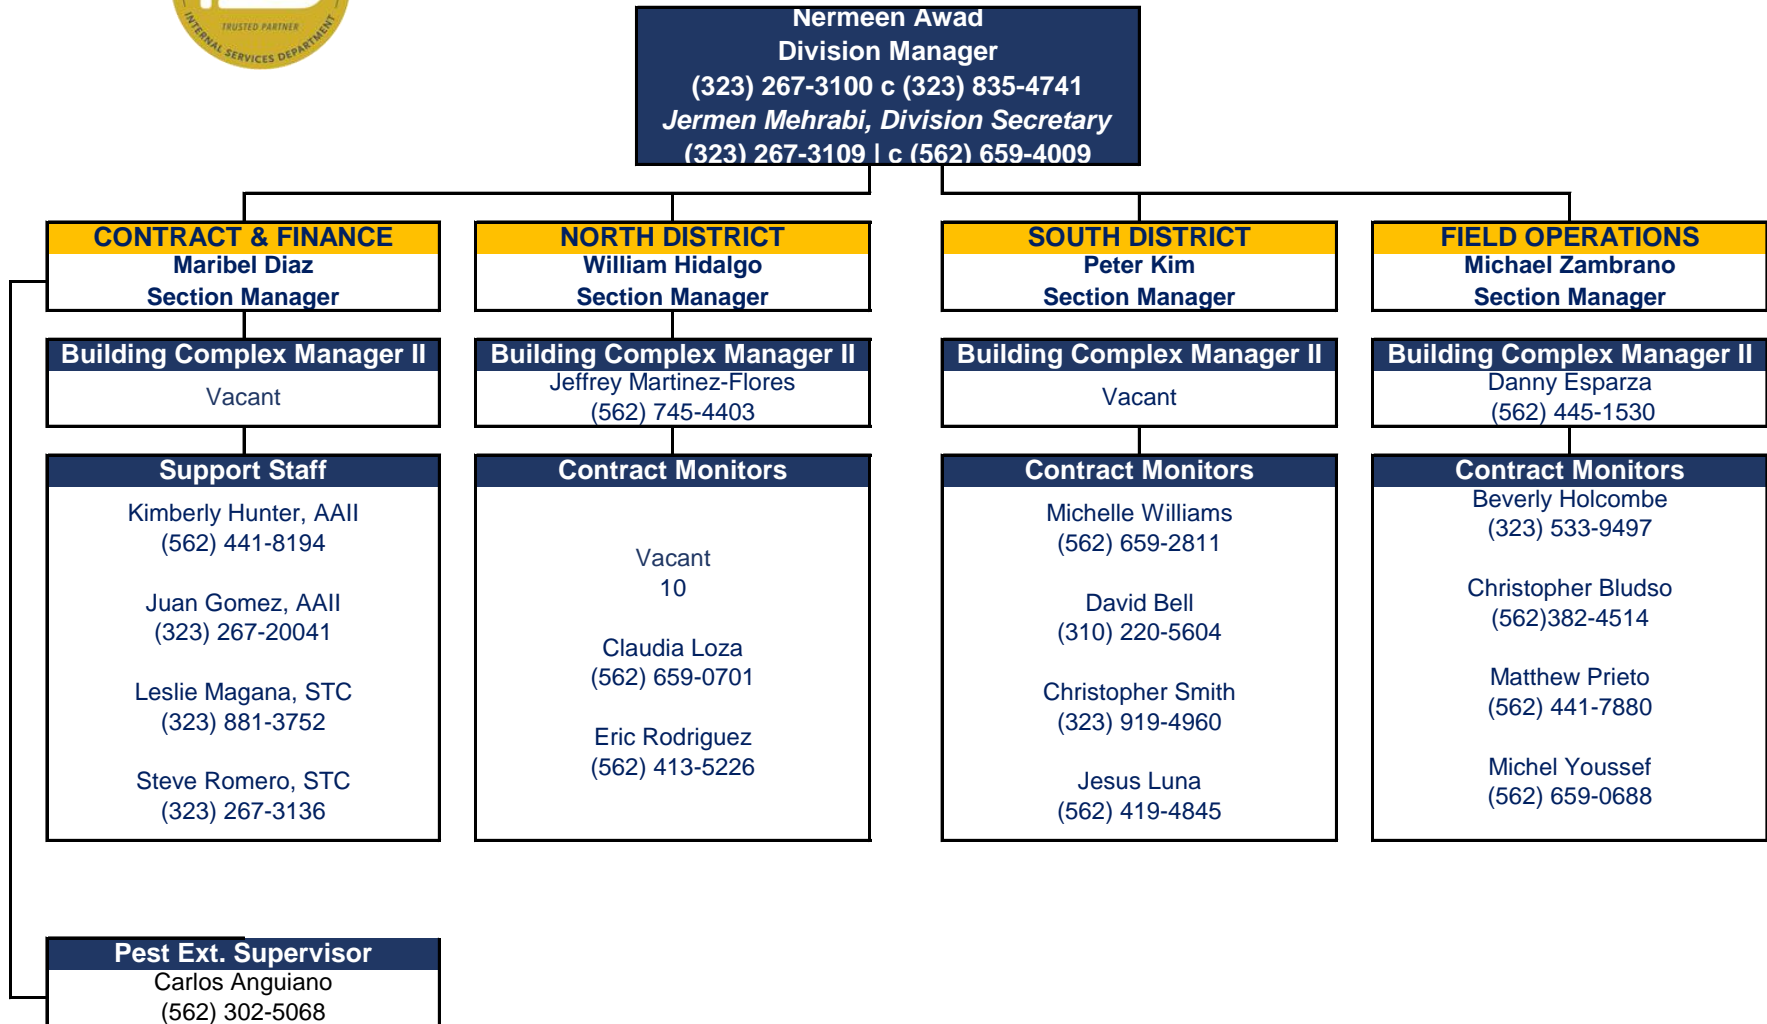 TRUSTED PARTNER
INTERNAL SERVICES DEPARTMENT
Nermeen Awad
Division Manager
(323) 267-3100 c (323) 835-4741
Jermen Mehrabi, Division Secretary
(323) 267-3109 | c (562) 659-4009
CONTRACT & FINANCE
Maribel Diaz
Section Manager
Building Complex Manager II
Vacant
Support Staff
Kimberly Hunter, AAII
(562) 441-8194
Juan Gomez, AAII
(323) 267-20041
Leslie Magana, STC
(323) 881-3752
Steve Romero, STC
(323) 267-3136
Pest Ext. Supervisor
Carlos Anguiano
(562) 302-5068
NORTH DISTRICT
William Hidalgo
Section Manager
Building Complex Manager II
Jeffrey Martinez-Flores
(562) 745-4403
Contract Monitors
Vacant
10
Claudia Loza
(562) 659-0701
Eric Rodriguez
(562) 413-5226
SOUTH DISTRICT
Peter Kim
Section Manager
Building Complex Manager II
Vacant
Contract Monitors
Michelle Williams
(562) 659-2811
David Bell
(310) 220-5604
Christopher Smith
(323) 919-4960
Jesus Luna
(562) 419-4845
FIELD OPERATIONS
Michael Zambrano
Section Manager
Building Complex Manager II
Danny Esparza
(562) 445-1530
Contract Monitors
Beverly Holcombe
(323) 533-9497
Christopher Bludso
(562)382-4514
Matthew Prieto
(562) 441-7880
Michel Youssef
(562) 659-0688